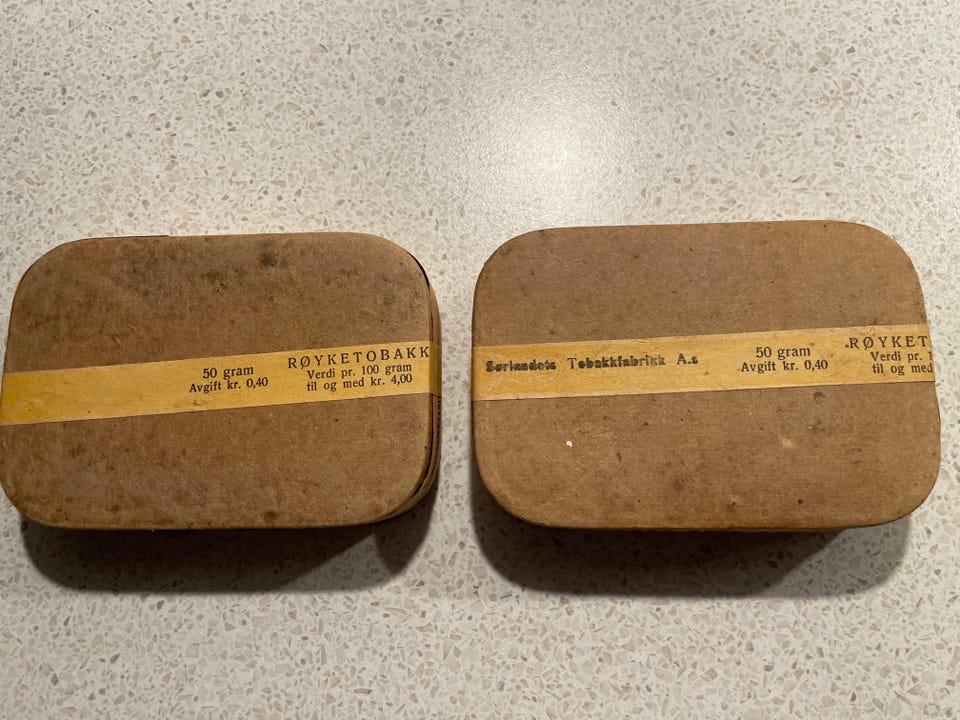 50 gram
Avgift kr. 0,40
RØYKETOBAKK
Verdi pr. 100 gram
til og med kr. 4,00
Sørlandets Tobakkfabrikk A.s
50 gram
Avgift kr. 0,40
RØYKET
Verdi pr. 1
til og med